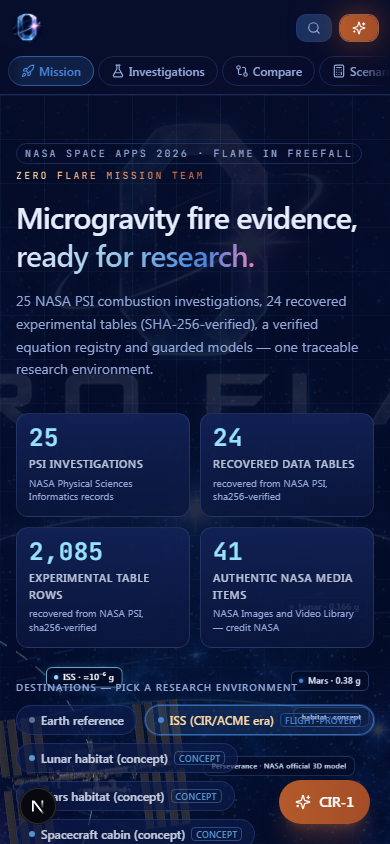 Mission
Investigations
Compare
Scenar
NASA SPACE APPS 2026 · FLAME IN FREEFALL
ZERO FLARE MISSION TEAM
Microgravity fire evidence,
ready for research.
25 NASA PSI combustion investigations, 24 recovered
experimental tables (SHA-256-verified), a verified
equation registry and guarded models — one traceable
research environment.
RO FLA
25
PSI INVESTIGATIONS
NASA Physical Sciences
Informatics records
24
RECOVERED DATA TABLES
recovered from NASA PSI,
sha256-verified
2,085
EXPERIMENTAL TABLE
ROWS
recovered from NASA PSI,
sha256-verified
41
AUTHENTIC NASA MEDIA
ITEMS
NASA Images and Video Library
— credit NASA
Lunar · 0.166 g
ISS · ≈10⁻⁶ g
Mars · 0.38 g
DESTINATIONS — PICK A RESEARCH ENVIRONMENT
Earth reference
ISS (CIR/ACME era)
FLIGHT-PROVEN
habitat · concept
Lunar habitat (concept)
CONCEPT
Perseverance · NASA official 3D model
N
ars habitat (concept)
CONCEPT
CIR-1
Spacecraft cabin (concept)
CONCEPT